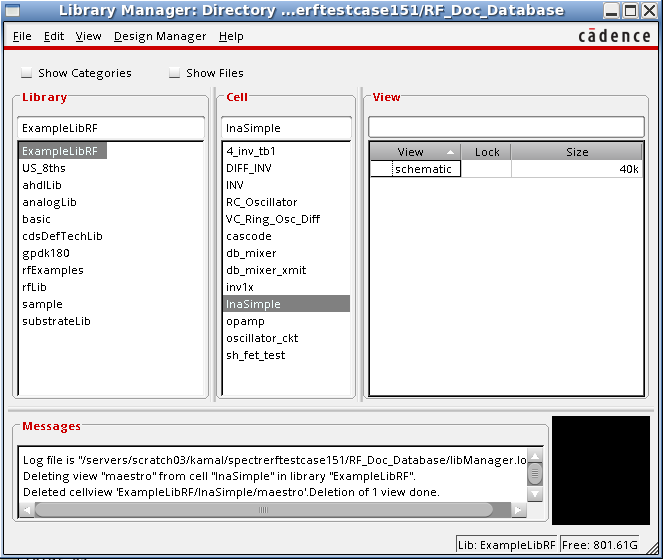 Library Manager: Directory ...erftestcase151/RF_Doc_Database
File Edit View Design Manager Help
cādence
Show Categories Show Files
Library
ExampleLibRF
ExampleLibRF
US_8ths
ahdlLib
analogLib
basic
cdsDefTechLib
gpdk180
rfExamples
rfLib
sample
substrateLib
Cell
lnaSimple
4_inv_tb1
DIFF_INV
INV
RC_Oscillator
VC_Ring_Osc_Diff
cascode
db_mixer
db_mixer_xmit
inv1x
lnaSimple
opamp
oscillator_ckt
sh_fet_test
View
View Lock Size
schematic 40k
Messages
Log file is "/servers/scratch03/kamal/spectrerftestcase151/RF_Doc_Database/libManager.lo
Deleting view "maestro" from cell "lnaSimple" in library "ExampleLibRF".
Deleted cellview 'ExampleLibRF/lnaSimple/maestro'.Deletion of 1 view done.
Lib: ExampleLibRF Free: 801.61G